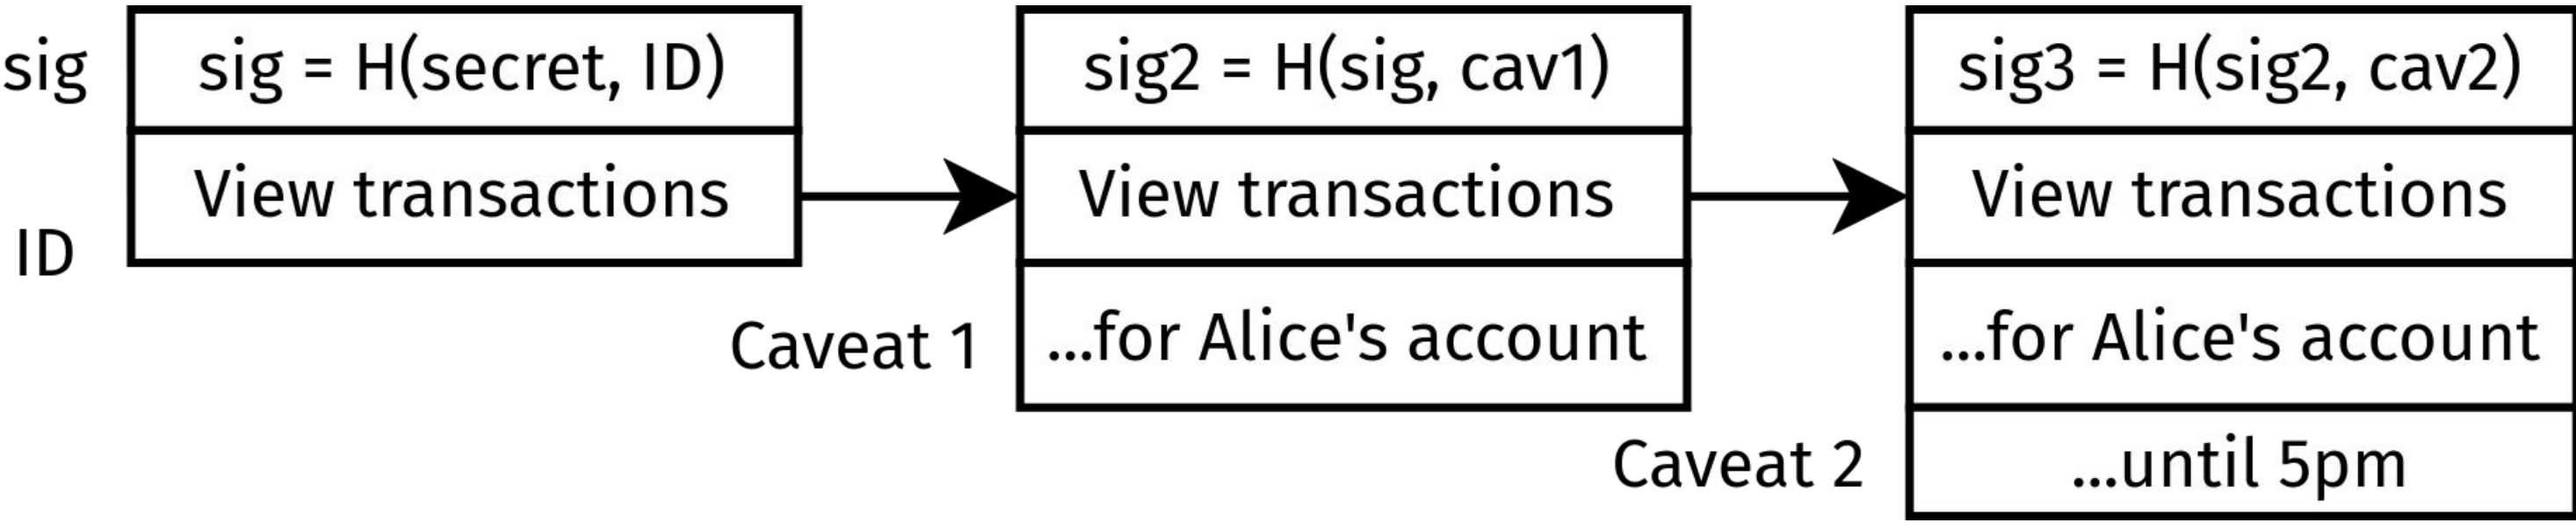 sig
sig = H(secret, ID)
sig2 = H(sig, cav1)
sig3 = H(sig2, cav2)
View transactions
View transactions
View transactions
ID
Caveat 1
...for Alice's account
...for Alice's account
Caveat 2
...until 5pm